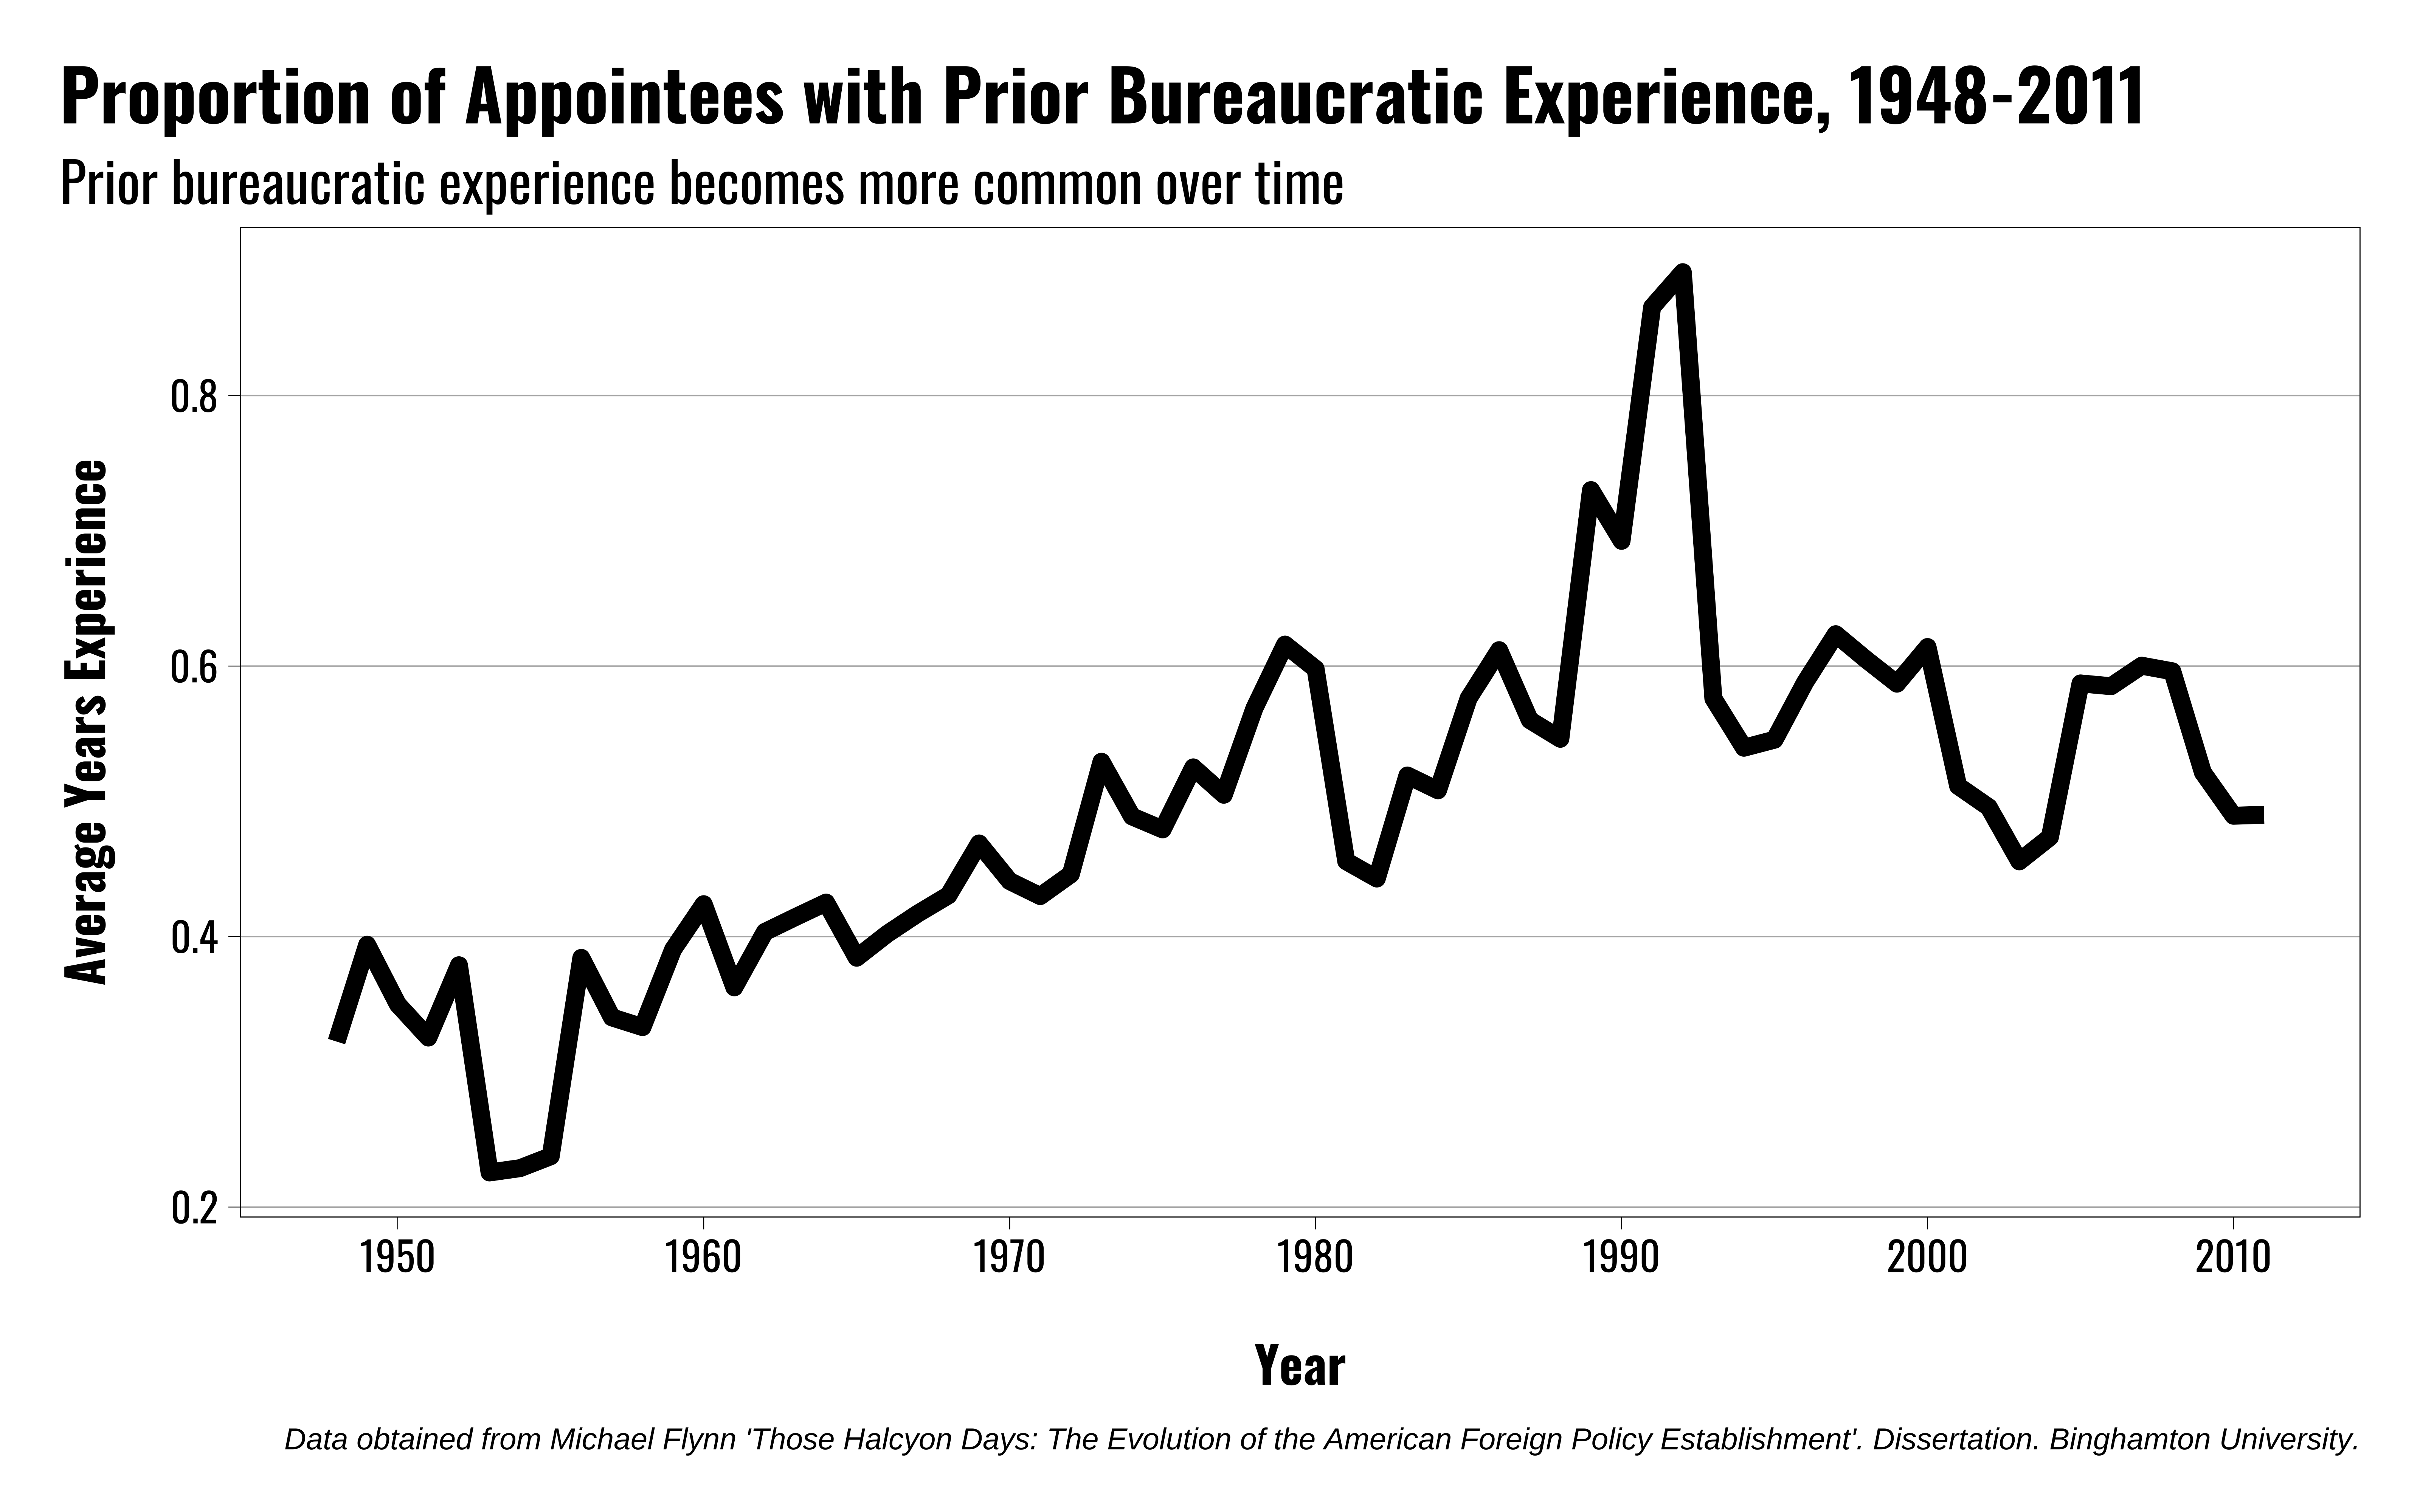 Proportion of Appointees with Prior Bureaucratic Experience, 1948-2011
Prior bureaucratic experience becomes more common over time
Average Years Experience
0.8
0.6
0.4
0.2
1950 1960 1970 1980 1990 2000 2010
Year
Data obtained from Michael Flynn 'Those Halcyon Days: The Evolution of the American Foreign Policy Establishment'. Dissertation. Binghamton University.